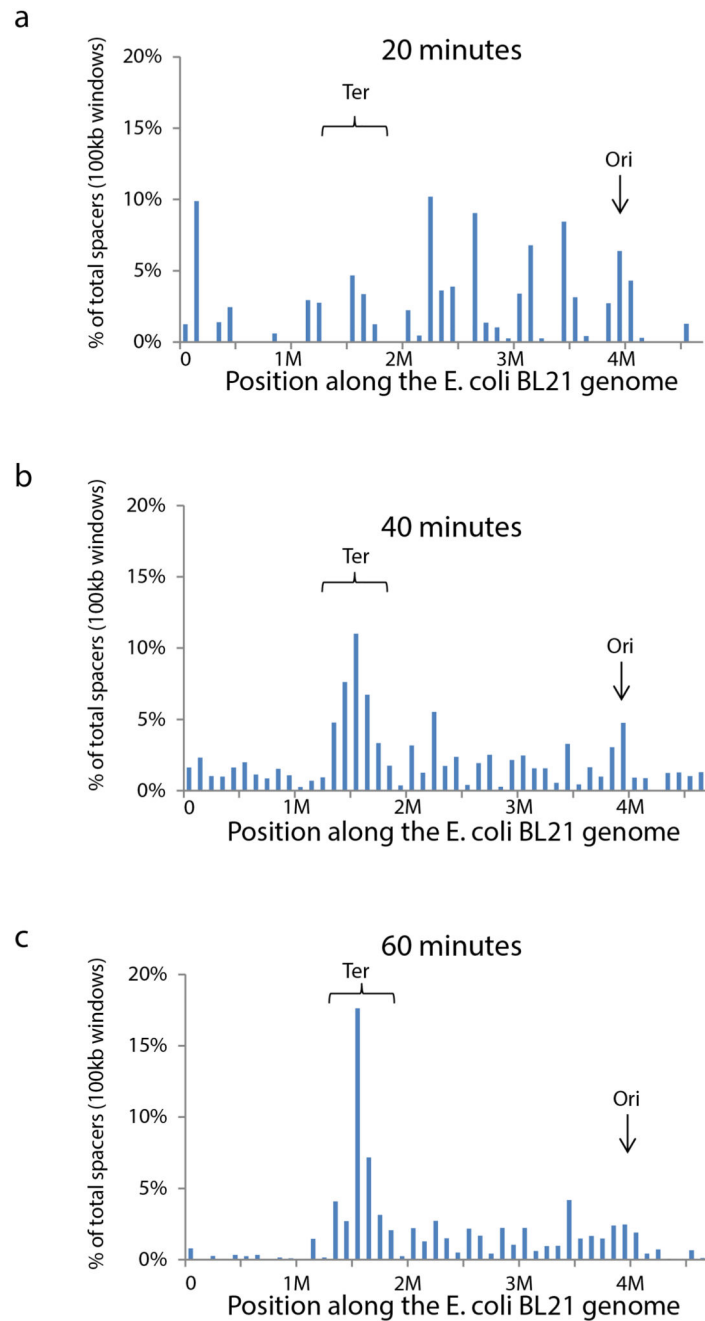 a
20 minutes
20%
15%
10%
5%
0%
% of total spacers (100kb windows)
Ter
Ori
0 1M 2M 3M 4M
Position along the E. coli BL21 genome
b
40 minutes
20%
15%
10%
5%
0%
% of total spacers (100kb windows)
Ter
Ori
0 1M 2M 3M 4M
Position along the E. coli BL21 genome
c
60 minutes
20%
15%
10%
5%
0%
% of total spacers (100kb windows)
Ter
Ori
0 1M 2M 3M 4M
Position along the E. coli BL21 genome